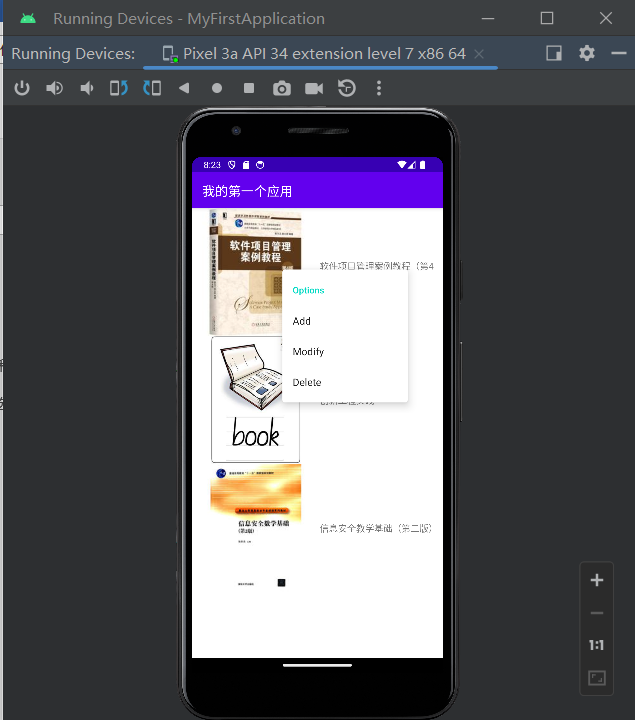 Running Devices - MyFirstApplication
Running Devices:
Pixel 3a API 34 extension level 7 x86 64
8:23
我的第一个应用
软件项目管理
案例教程
软件项目管理案例教程（第4
Options
Add
Modify
Delete
book
信息安全数学基础
(第2版)
信息安全数学基础（第二版）
1:1